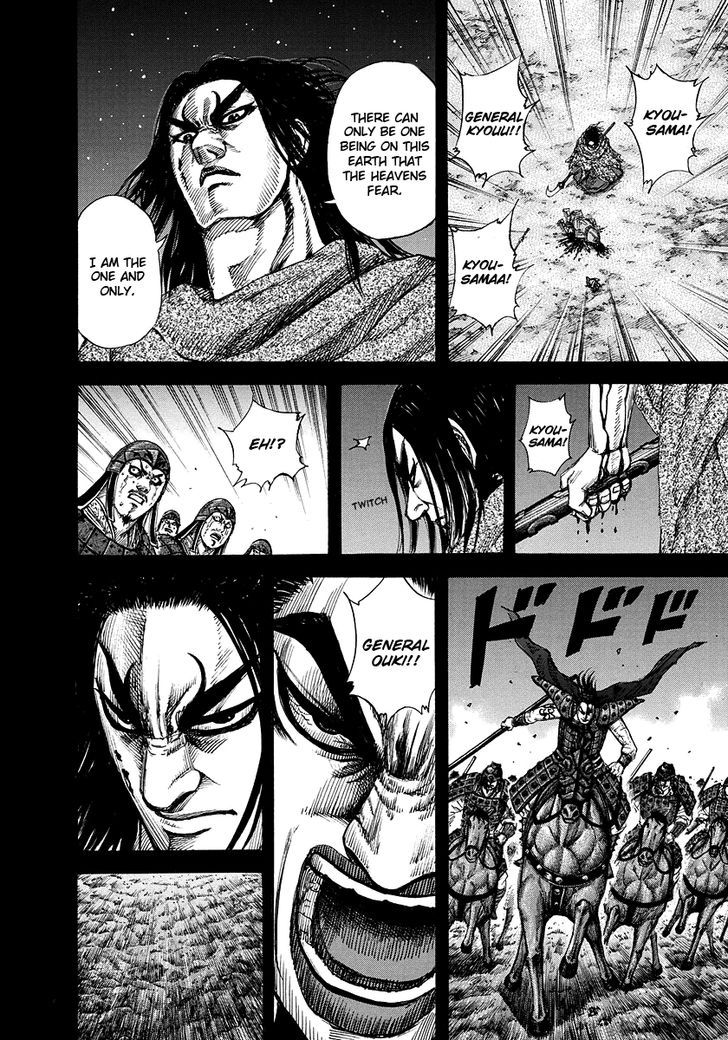 KYOU-
SAMA!
GENERAL
KYOUU!!
KYOU-
SAMAA!
THERE CAN
ONLY BE ONE
BEING ON THIS
EARTH THAT
THE HEAVENS
FEAR.
I AM THE
ONE AND
ONLY.
KYOU-
SAMA!
TWITCH
EH!?
ドドド
GENERAL
OUKI!!